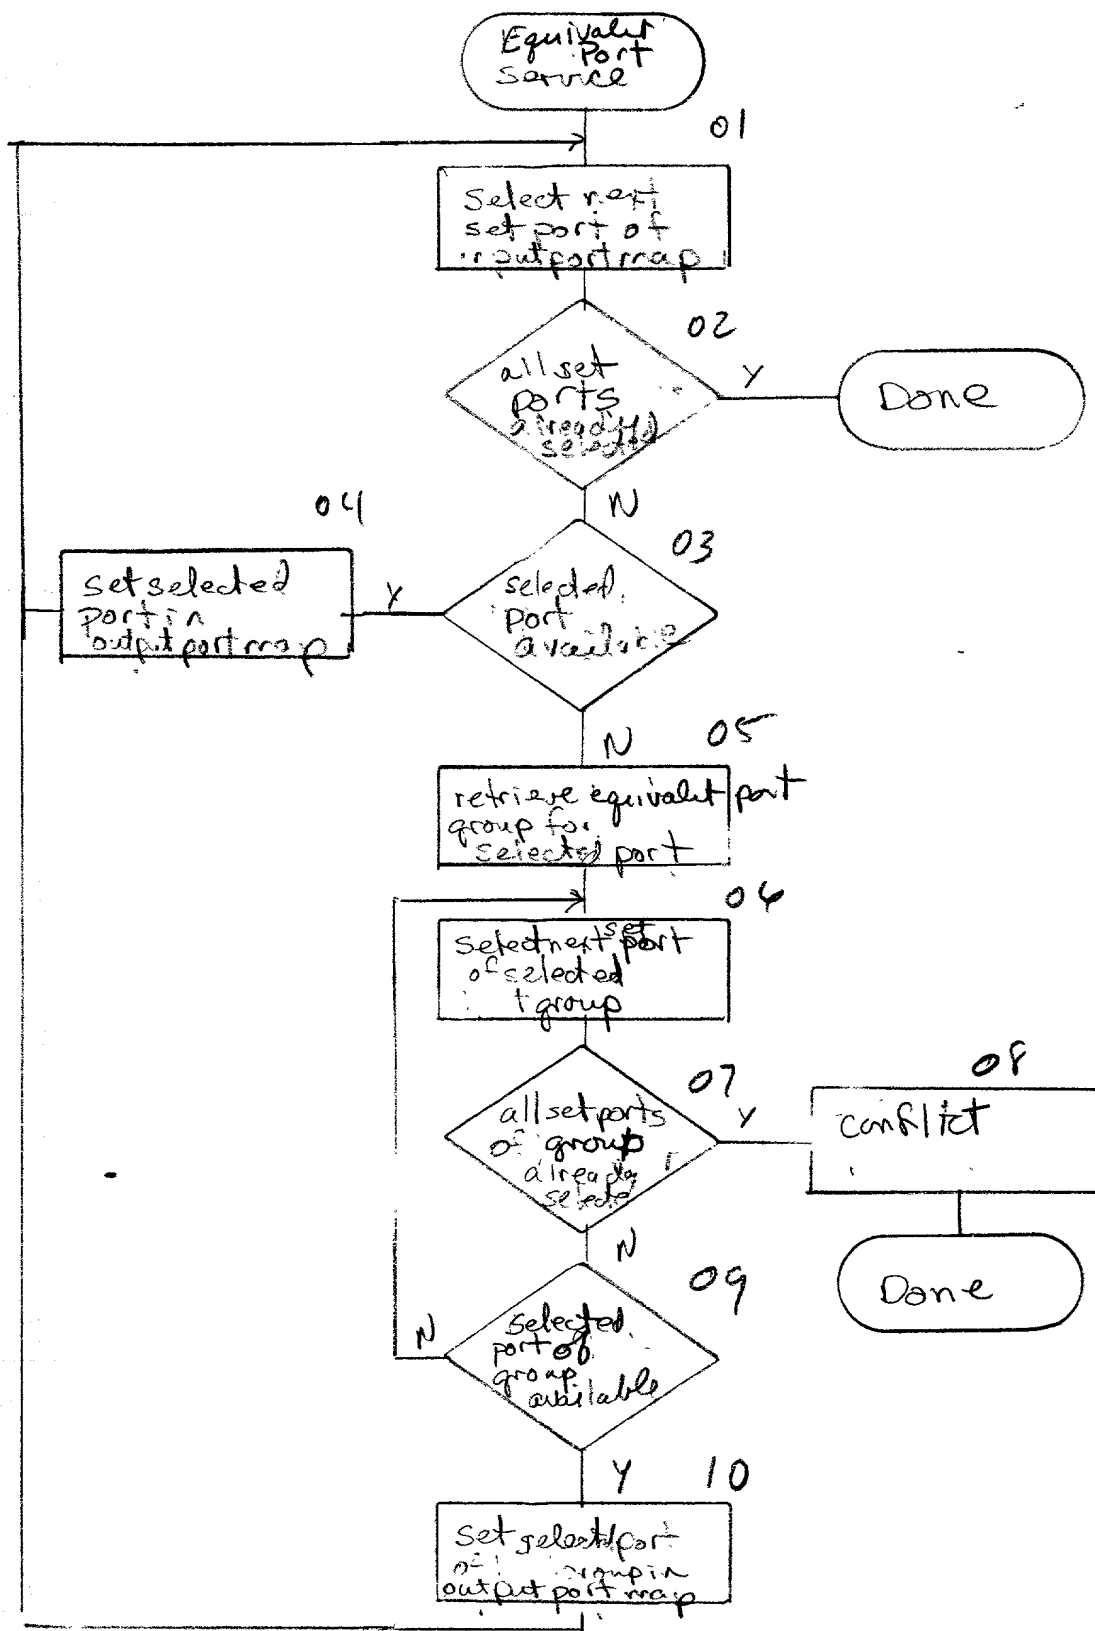 Equivalent
Port
Service
01
Select next
set port of
input port map
02
all set
ports
already
selected
Y
Done
N
04
03
set selected
port in
output port map
Y
selected
port
available
N
05
retrieve equivalent port
group for
selected port
06
set
select next port
of selected
group
08
07
all set ports
of group
already
Y
conflict
N
09
Done
selected
port of
group
available
N
Y
10
set select port
of group in
output port map